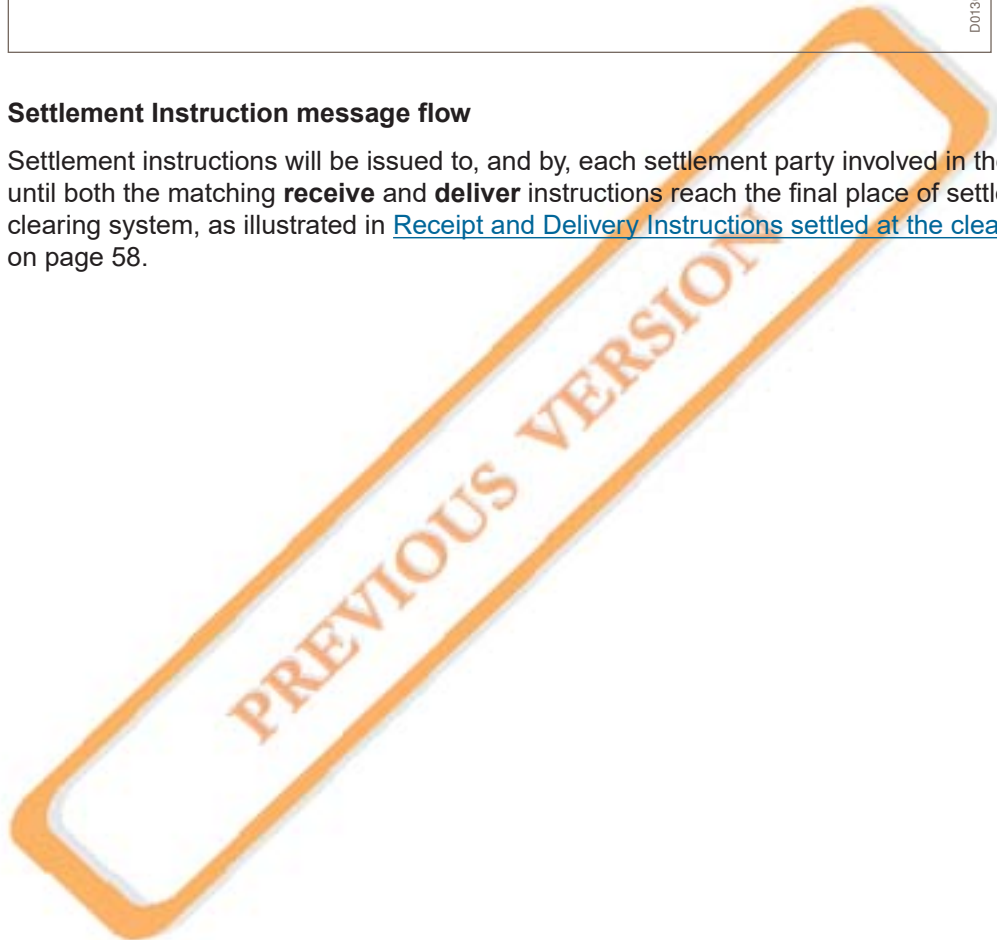 D013
Settlement Instruction message flow
Settlement instructions will be issued to, and by, each settlement party involved in the
until both the matching receive and deliver instructions reach the final place of settle
clearing system, as illustrated in Receipt and Delivery Instructions settled at the clea
on page 58.
PREVIOUS VERSION